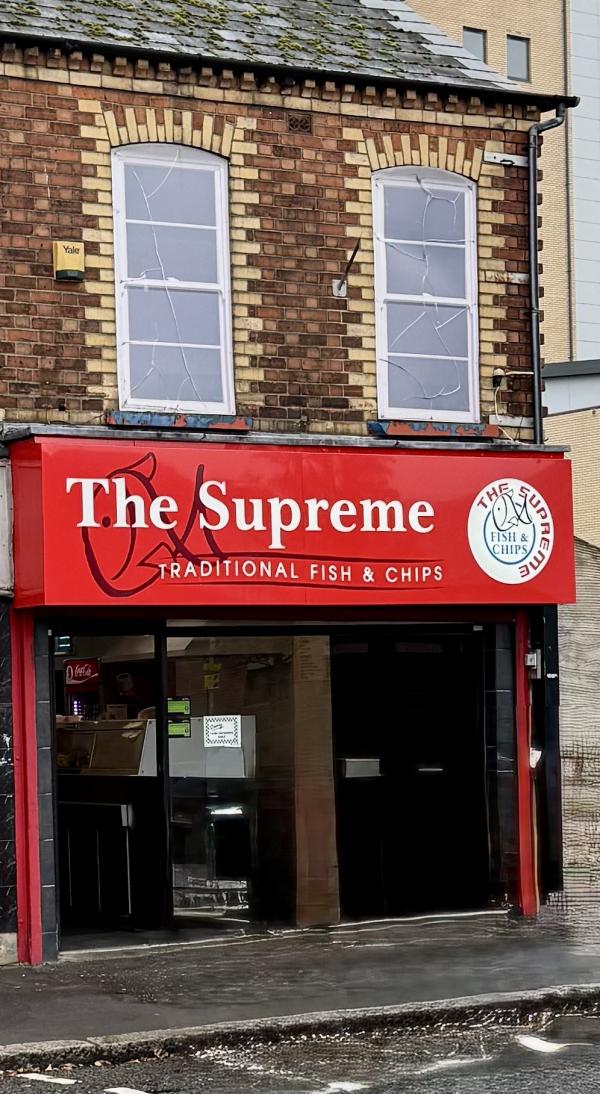 Yale
The Supreme
TRADITIONAL FISH & CHIPS
THE SUPREME
FISH &
CHIPS
Coca-Cola